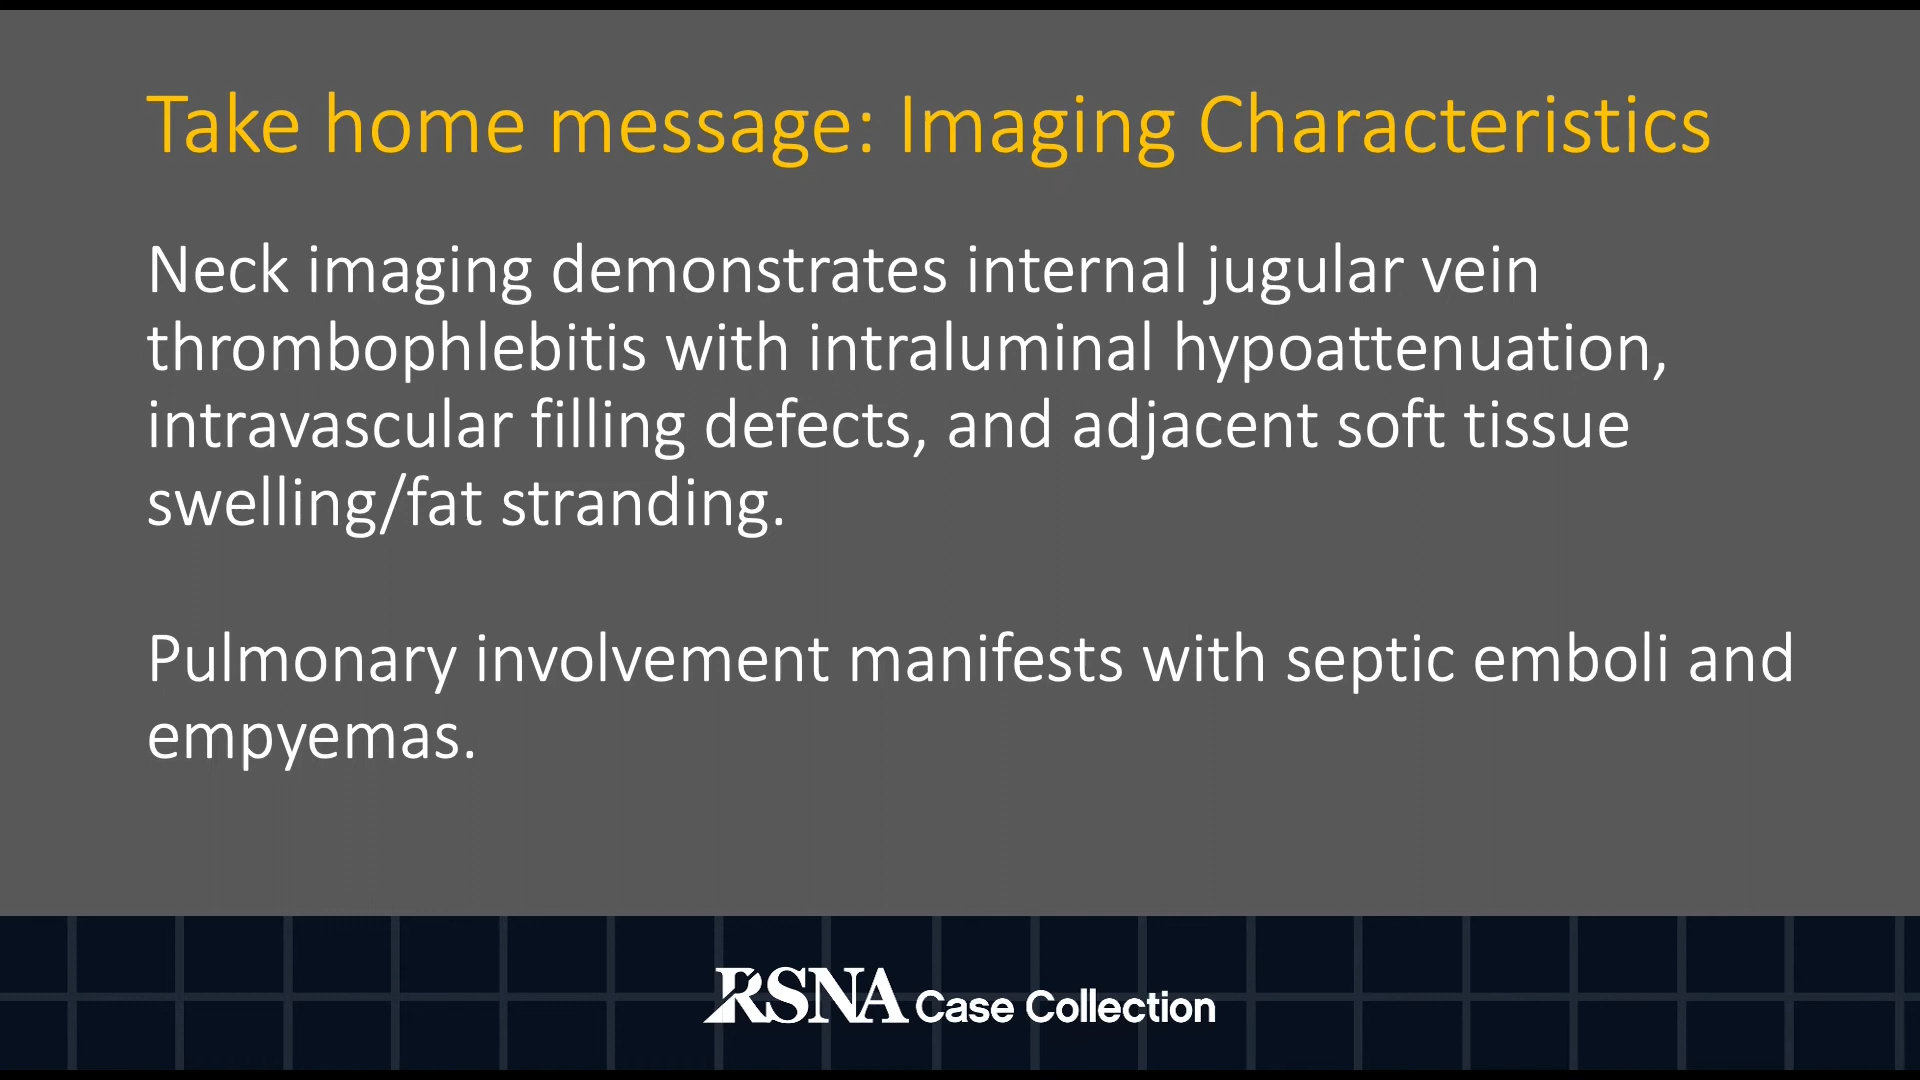 Take home message: Imaging Characteristics
Neck imaging demonstrates internal jugular vein
thrombophlebitis with intraluminal hypoattenuation,
intravascular filling defects, and adjacent soft tissue
swelling/fat stranding.
Pulmonary involvement manifests with septic emboli and
empyemas.
RSNA Case Collection